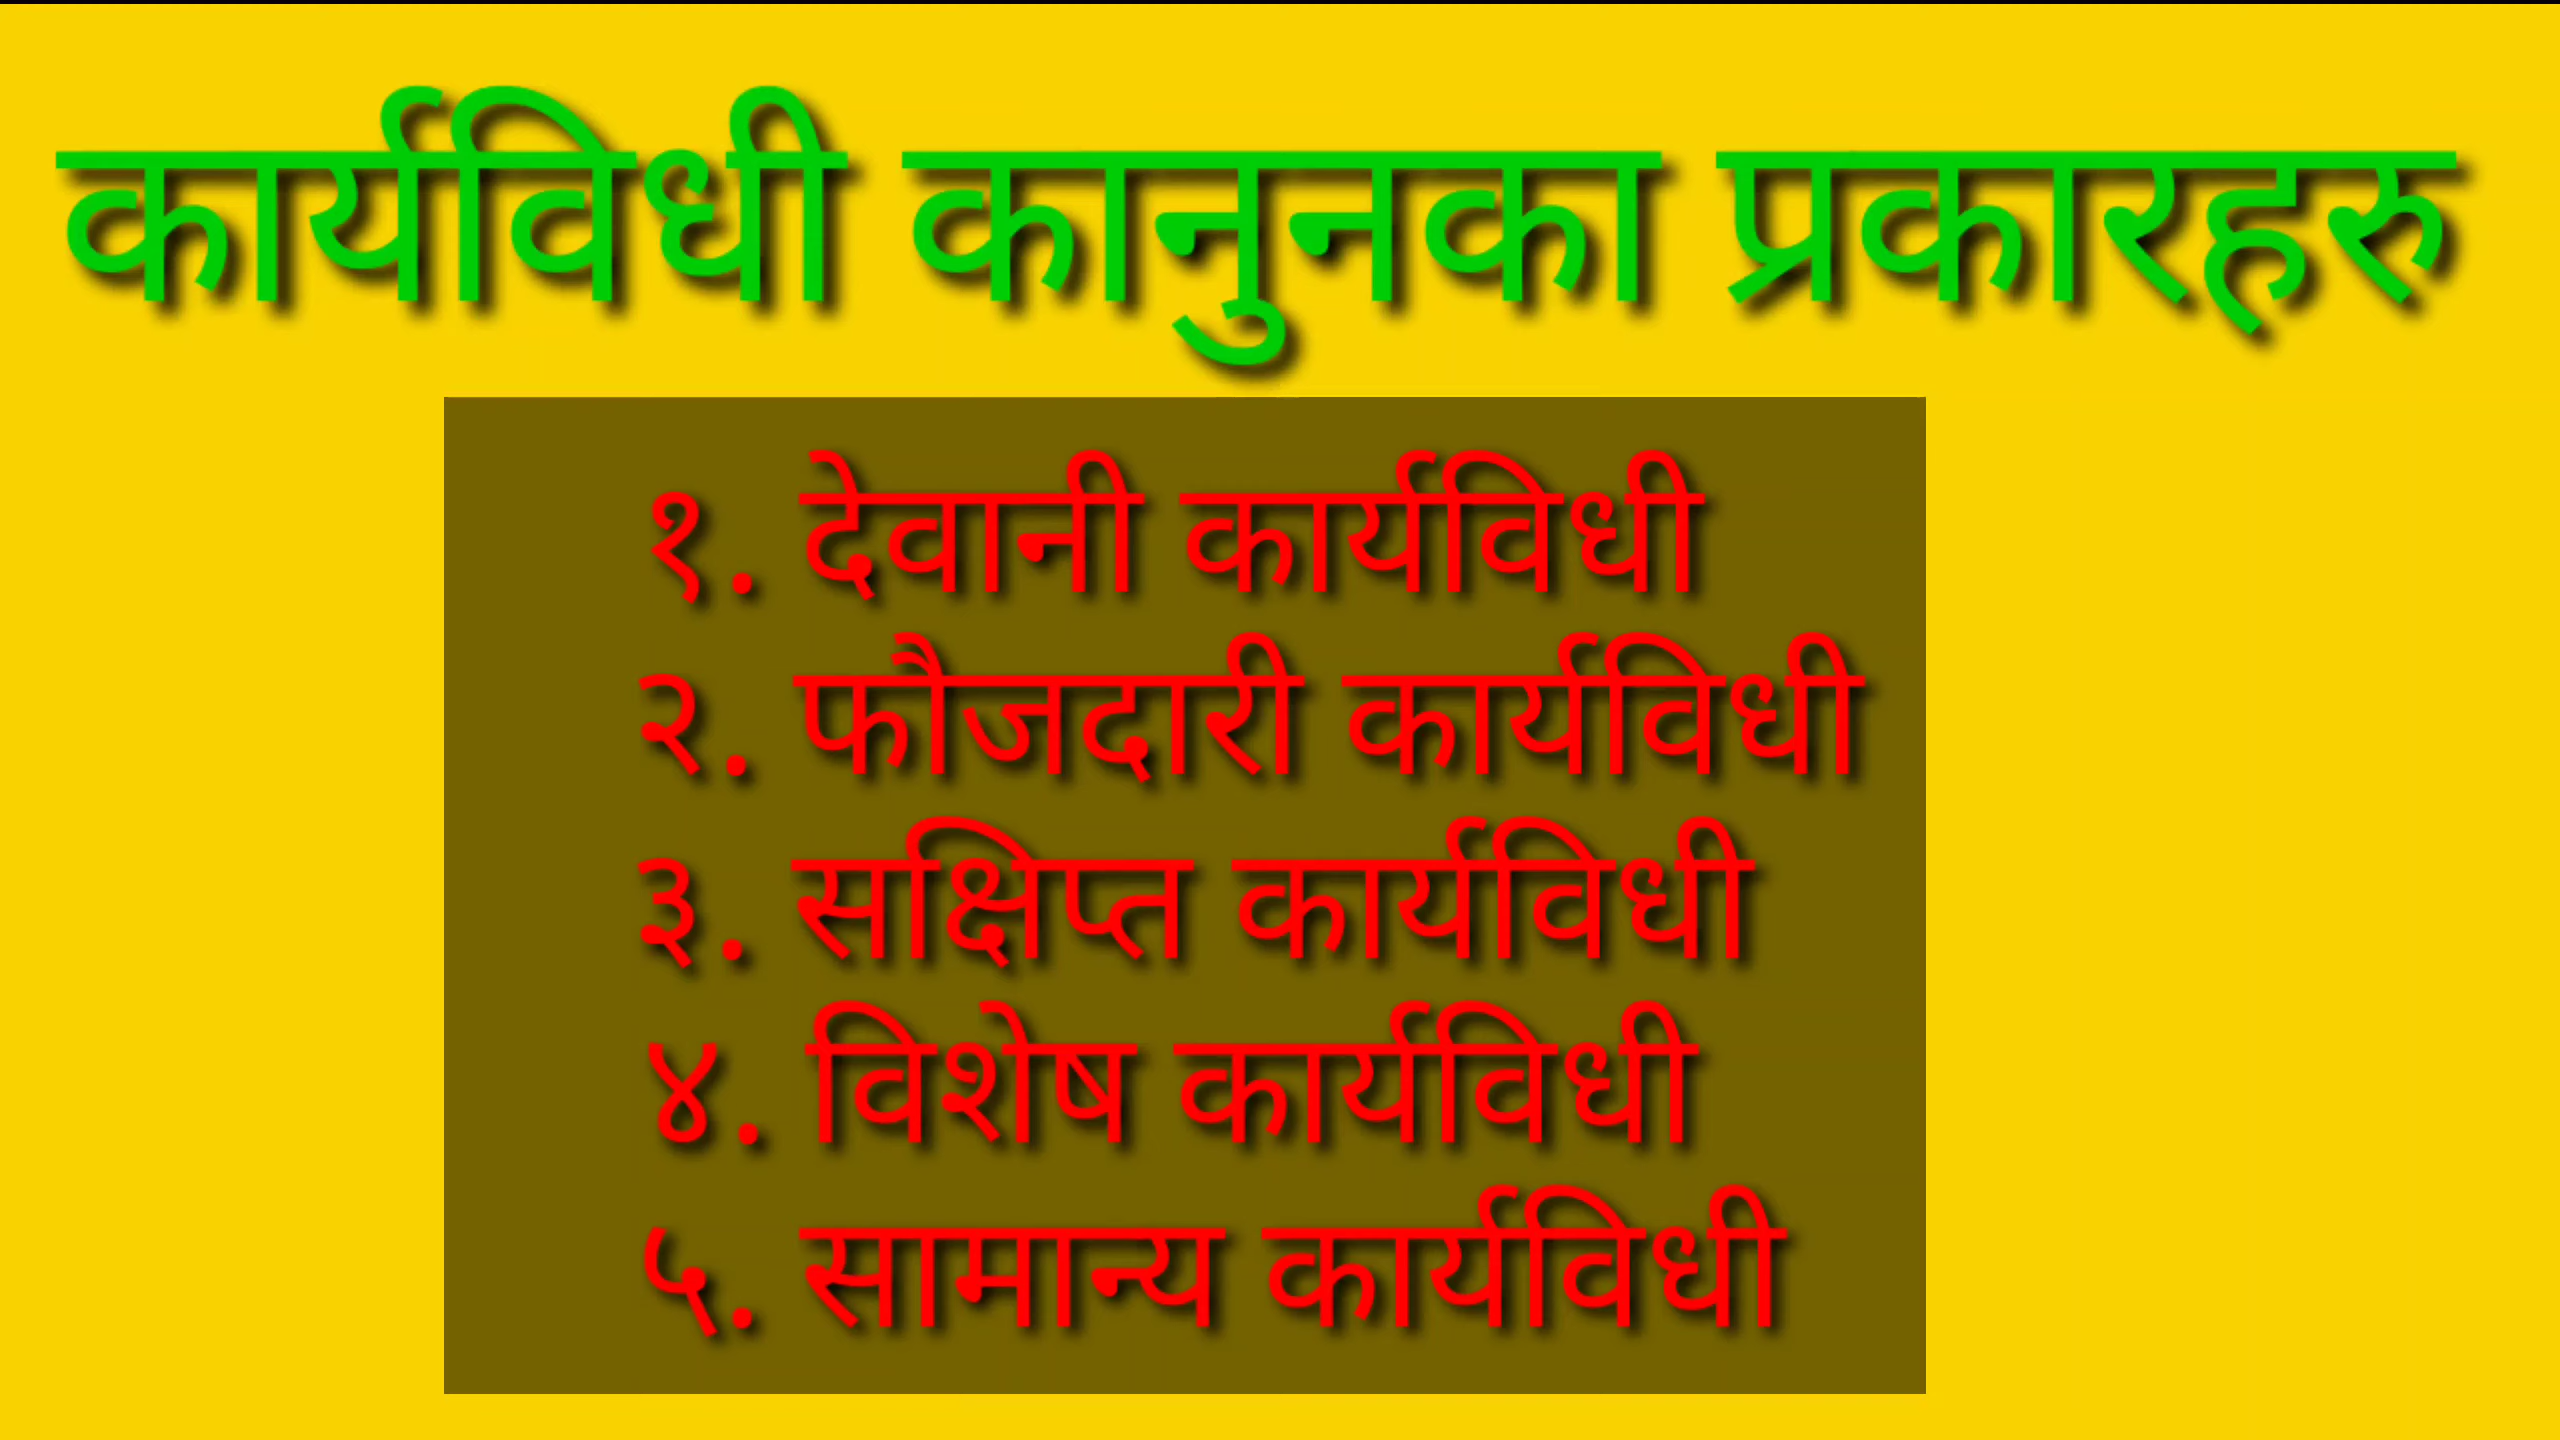 कार्यविधी कानुनका प्रकारहरु
१. देवानी कार्यविधी
२. फौजदारी कार्यविधी
३. सक्षिप्त कार्यविधी
४. विशेष कार्यविधी
५. सामान्य कार्यविधी